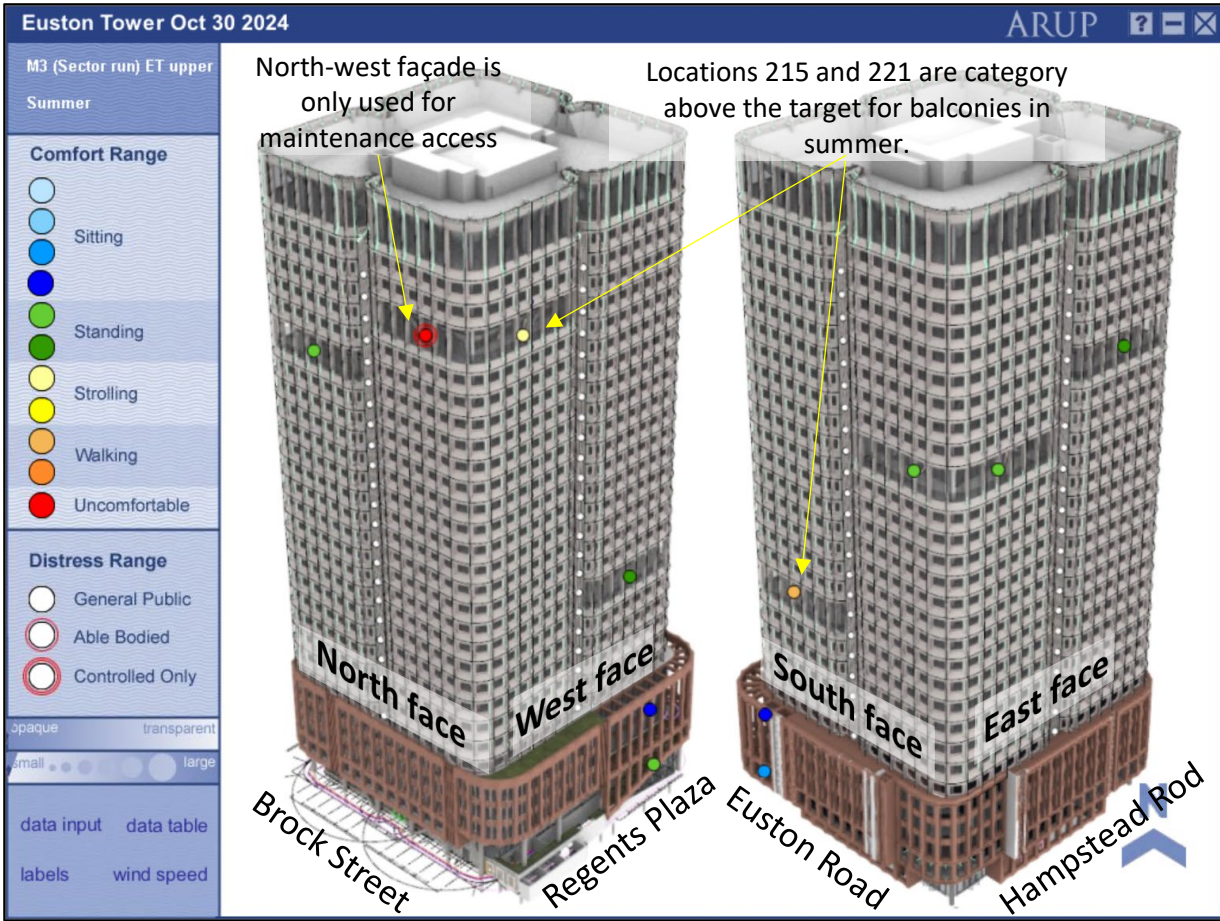 Euston Tower Oct 30 2024
ARUP
?
M3 (Sector run) ET upper
Summer
Comfort Range
Sitting
Standing
Strolling
Walking
Uncomfortable
Distress Range
General Public
Able Bodied
Controlled Only
opaque transparent
small large
data input data table
labels wind speed
North-west façade is
only used for
maintenance access
Locations 215 and 221 are category
above the target for balconies in
summer.
North face
West face
South face
East face
Brock Street
Regents Plaza
Euston Road
Hampstead Rod
N